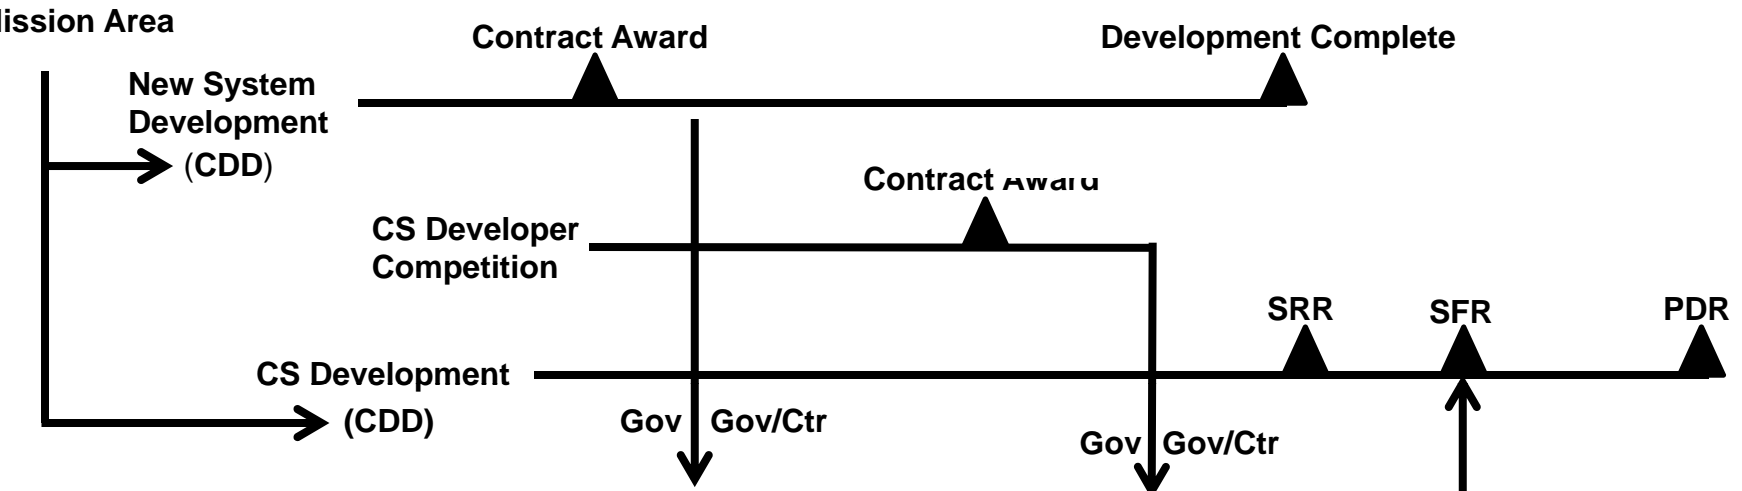 lission Area
Contract Award
Development Complete
New System
Development
(CDD)
Contract Award
CS Developer
Competition
SRR
SFR
PDR
CS Development
(CDD)
Gov
Gov/Ctr
Gov
Gov/Ctr